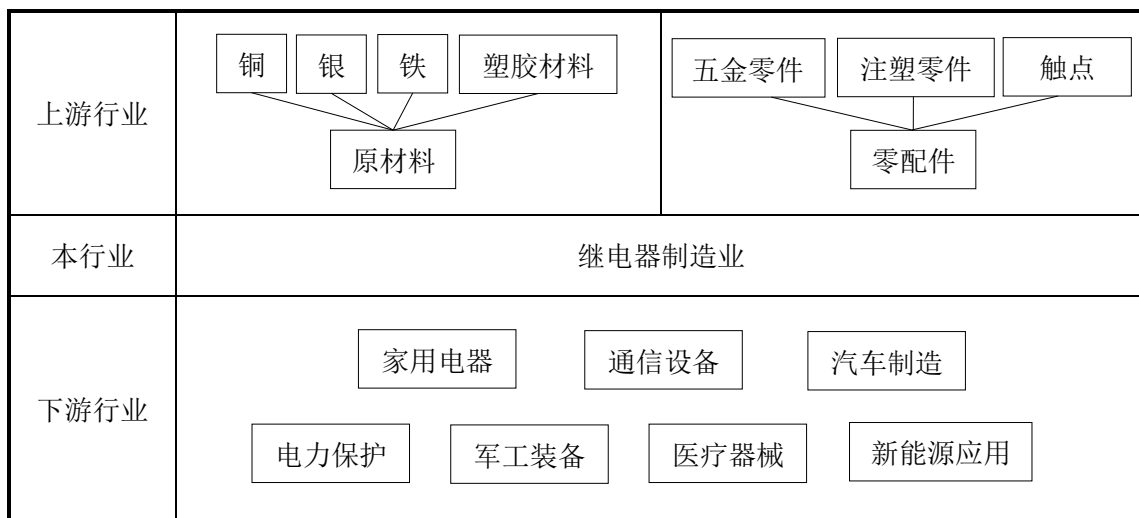 铜 银 铁 塑胶材料 五金零件 注塑零件 触点
上游行业
原材料 零配件
本行业 继电器制造业
家用电器 通信设备 汽车制造
下游行业
电力保护 军工装备 医疗器械 新能源应用